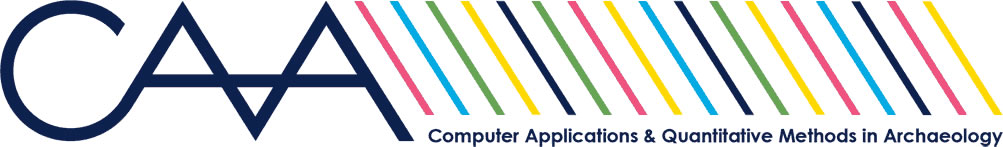 CAA
Computer Applications & Quantitative Methods in Archaeology